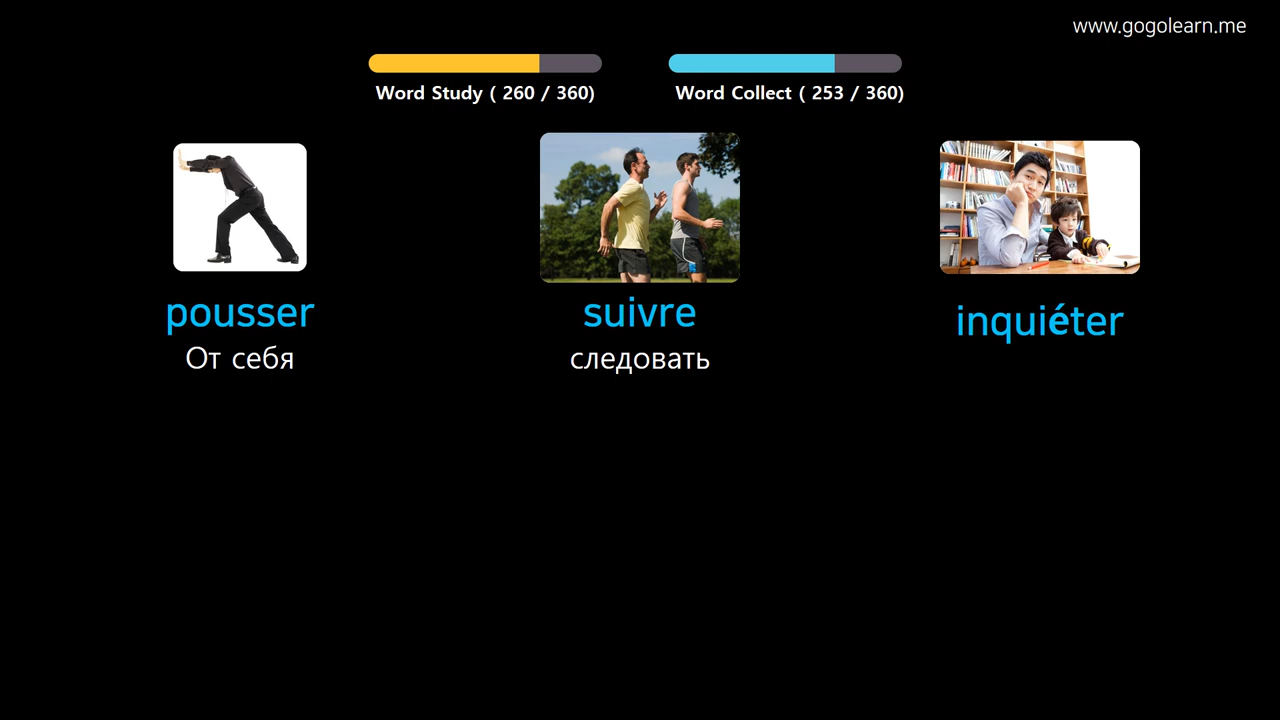 www.gogolearn.me
Word Study ( 260 / 360)
Word Collect ( 253 / 360)
pousser
suivre
inquiéter
От себя
следовать